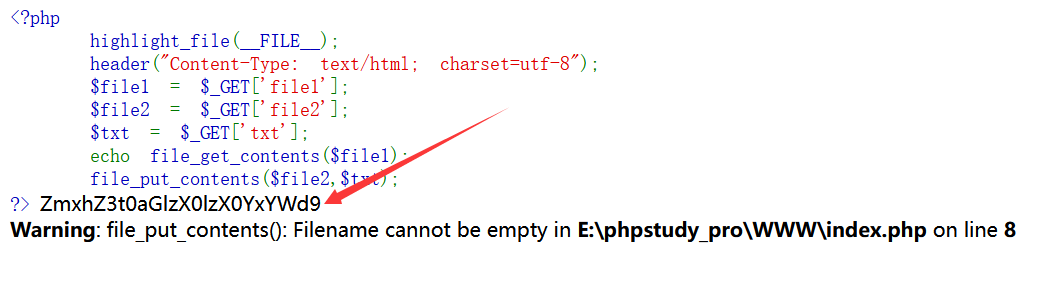 <?php
highlight_file(__FILE__);
header("Content-Type: text/html; charset=utf-8");
$file1 = $_GET['file1'];
$file2 = $_GET['file2'];
$txt = $_GET['txt'];
echo file_get_contents($file1);
file_put_contents($file2,$txt);
?> ZmxhZ3t0aGlzX0lzX0YxYWd9
Warning: file_put_contents(): Filename cannot be empty in E:\phpstudy_pro\WWW\index.php on line 8